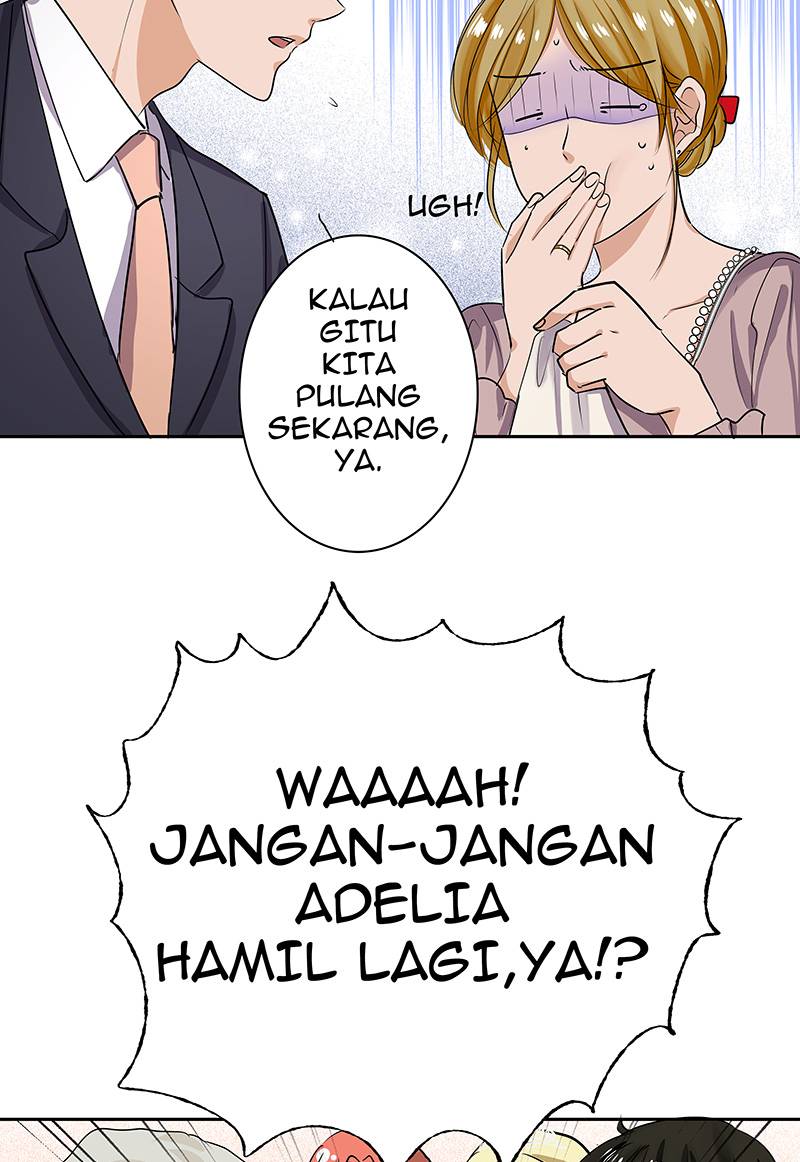 UGH!
KALAU
GITU
KITA
PULANG
SEKARANG,
YA.
WAAAAH!
JANGAN-JANGAN
ADELIA
HAMIL LAGI,YA!?